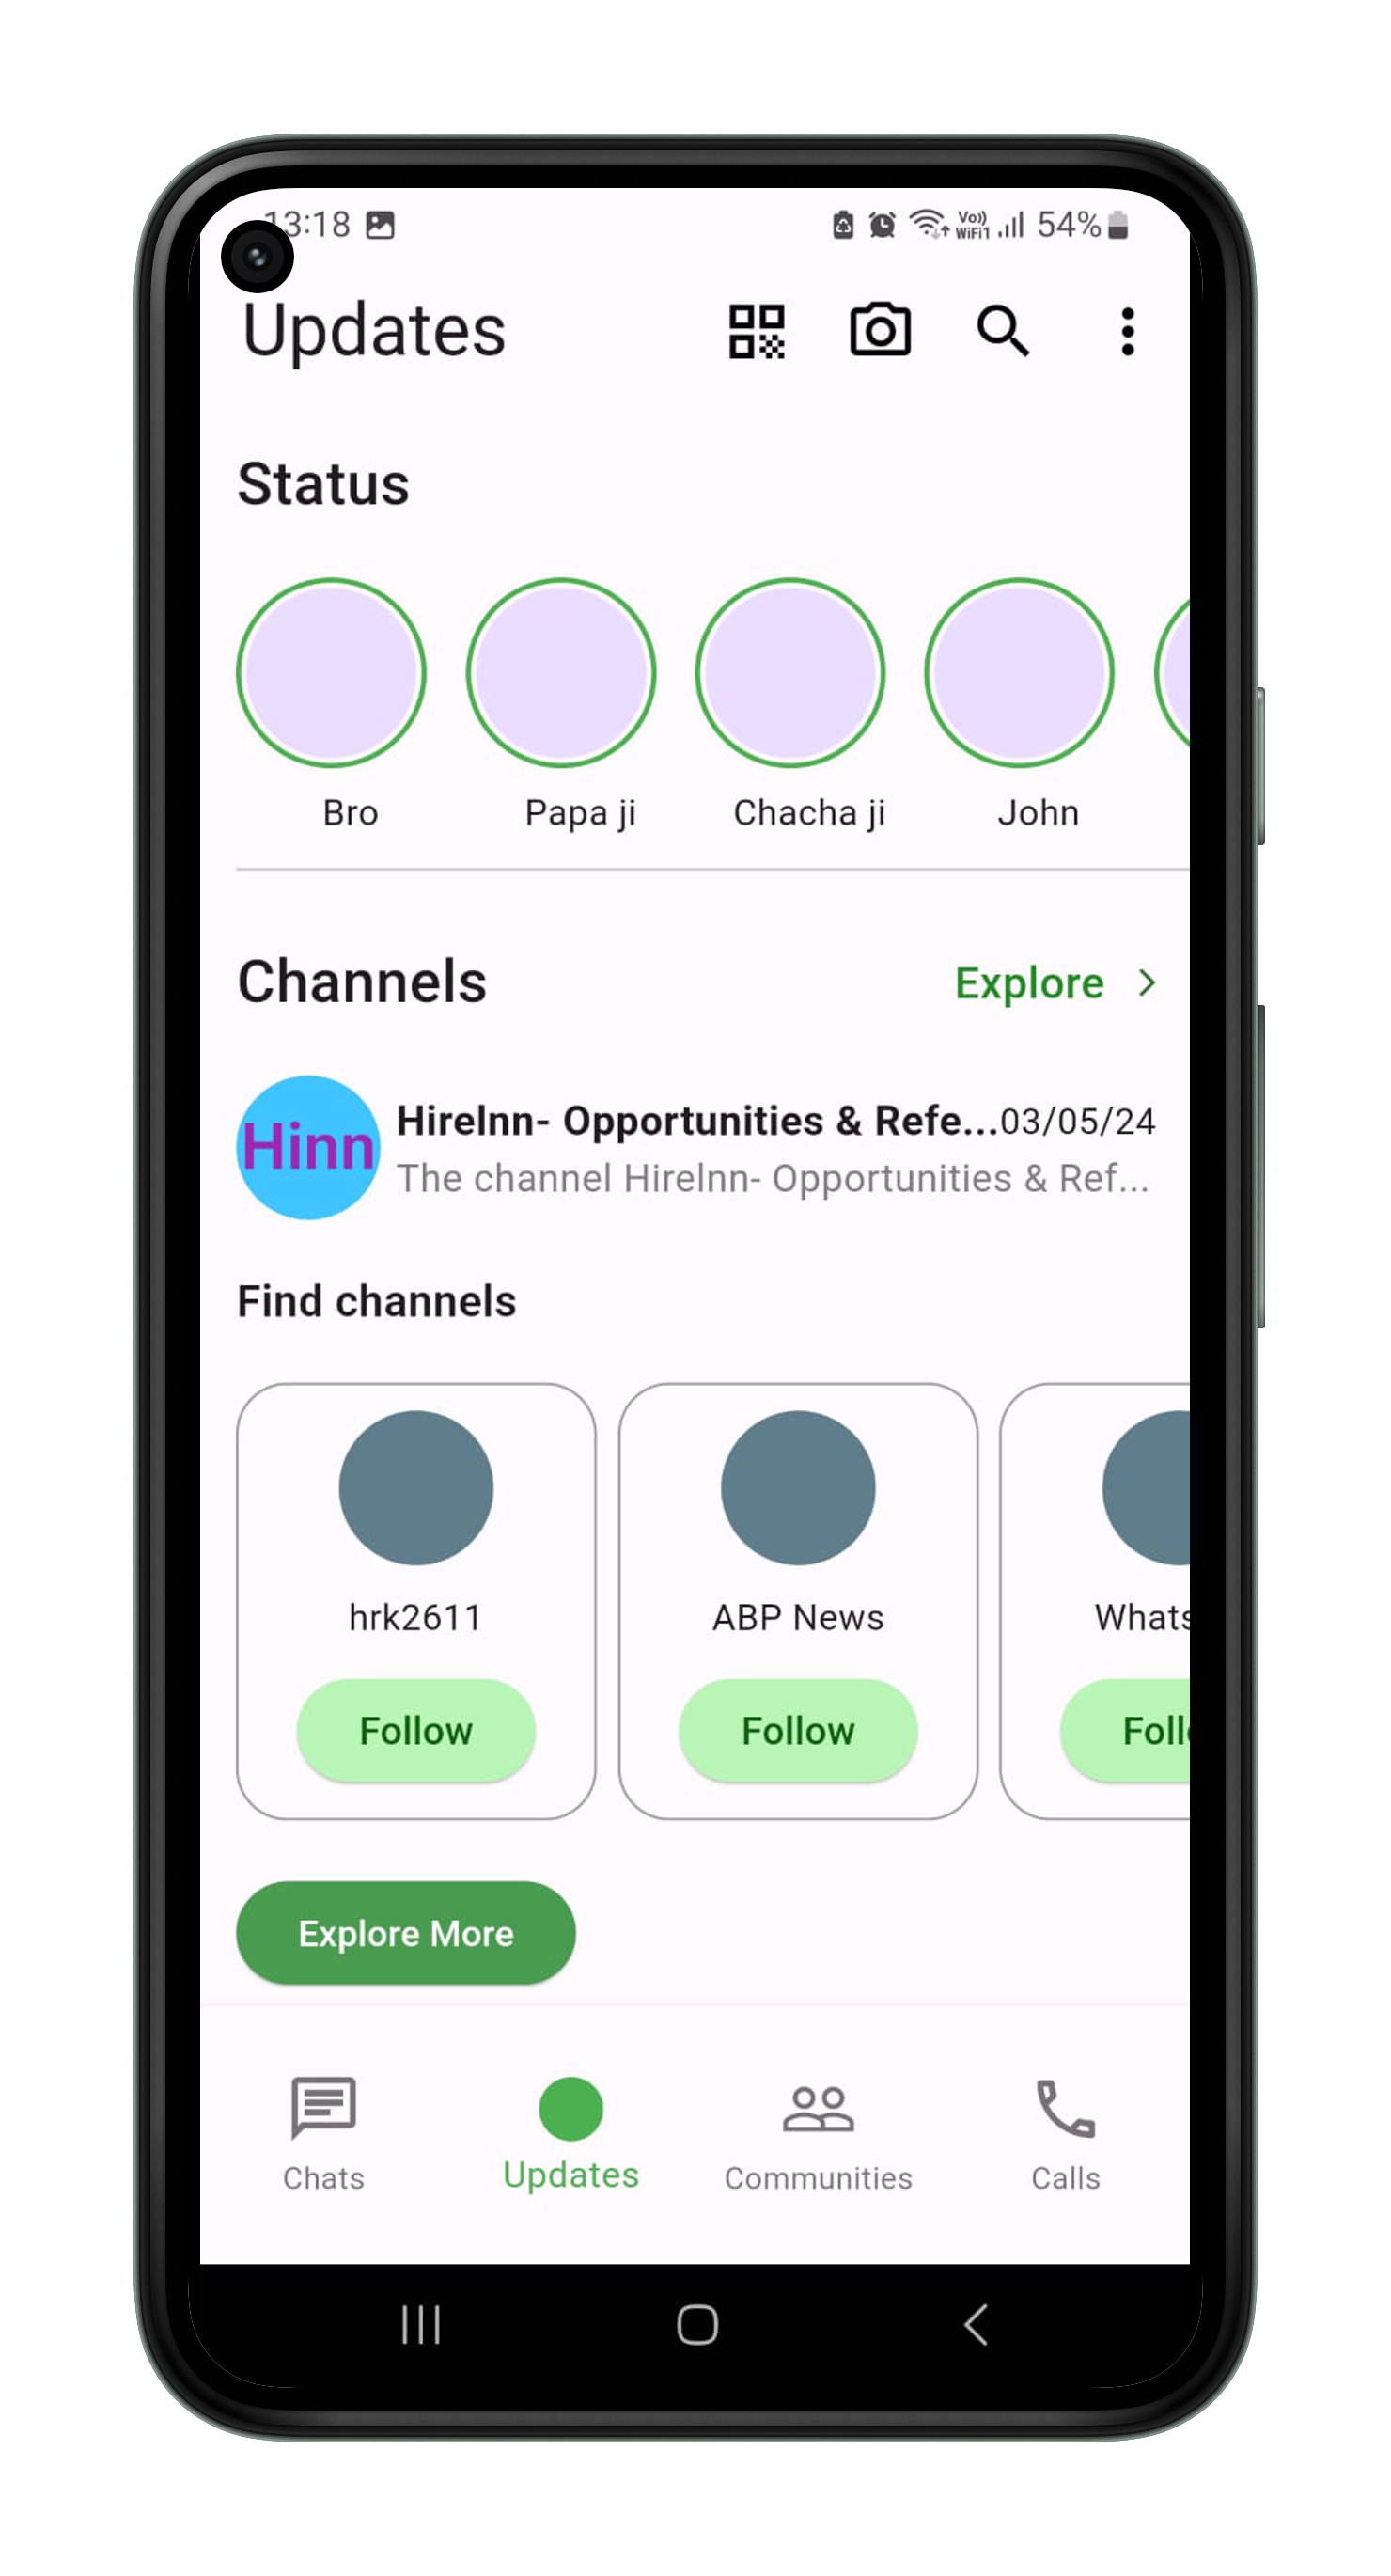 13:18 Vo)) WiFi1 54%
Updates
Status
Bro Papa ji Chacha ji John
Channels Explore
Hinn
HireInn- Opportunities & Refe...03/05/24
The channel HireInn- Opportunities & Ref...
Find channels
hrk2611 ABP News Whats
Follow Follow Foll
Explore More
Chats Updates Communities Calls